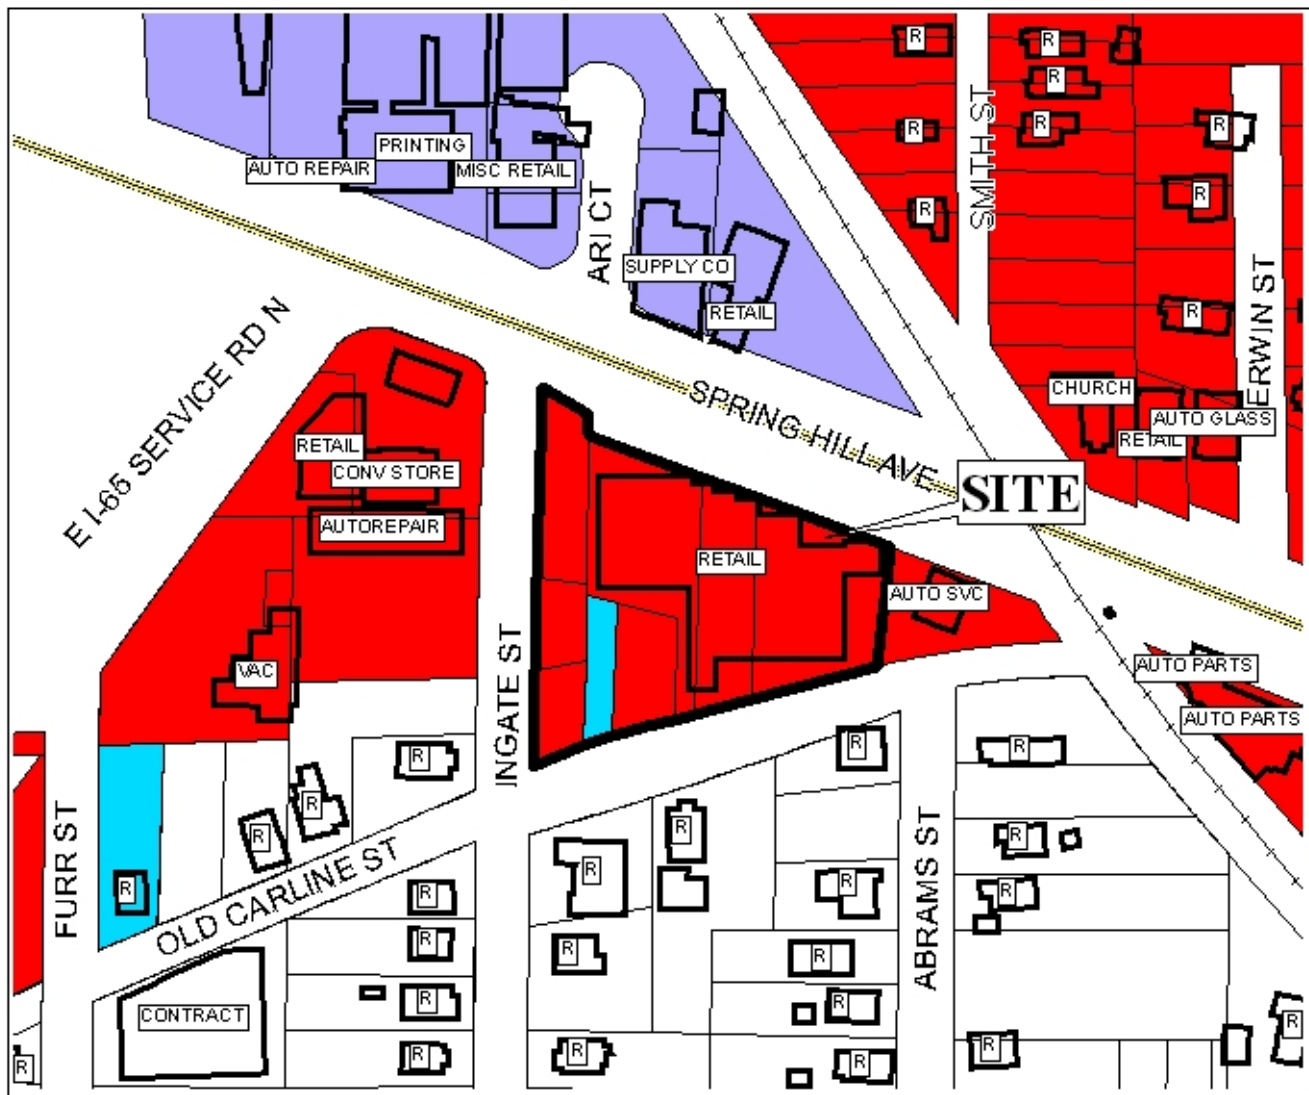 R
R
R
R
R
R
R
R
R
R
R
SMITH ST
PRINTING
AUTO REPAIR
MISC RETAIL
ARI CT
SUPPLY CO
RETAIL
ERWIN ST
E I-65 SERVICE RD N
SPRING HILL AVE
CHURCH
RETAIL
AUTO GLASS
RETAIL
CONV STORE
AUTOREPAIR
SITE
RETAIL
AUTO SVC
VAC
INGATE ST
AUTO PARTS
AUTO PARTS
R
R
R
R
R
R
FURR ST
OLD CARLINE ST
ABRAMS ST
R
R
R
R
R
R
R
R
R
R
CONTRACT
R
R
R
R
R
R
R
R